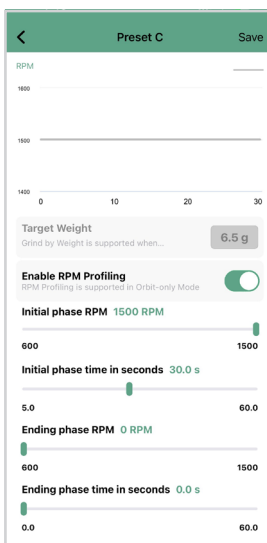 Preset C
Save
RPM
1600
1500
1400
0 10 20 30
Target Weight
Grind by Weight is supported when...
6.5 g
Enable RPM Profiling
RPM Profiling is supported in Orbit-only Mode
Initial phase RPM 1500 RPM
600 1500
Initial phase time in seconds 30.0 s
5.0 60.0
Ending phase RPM 0 RPM
600 1500
Ending phase time in seconds 0.0 s
0.0 60.0